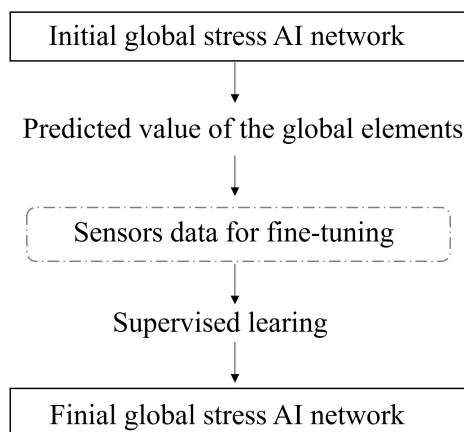 Initial global stress AI network
Predicted value of the global elements
Sensors data for fine-tuning
Supervised learing
Finial global stress AI network